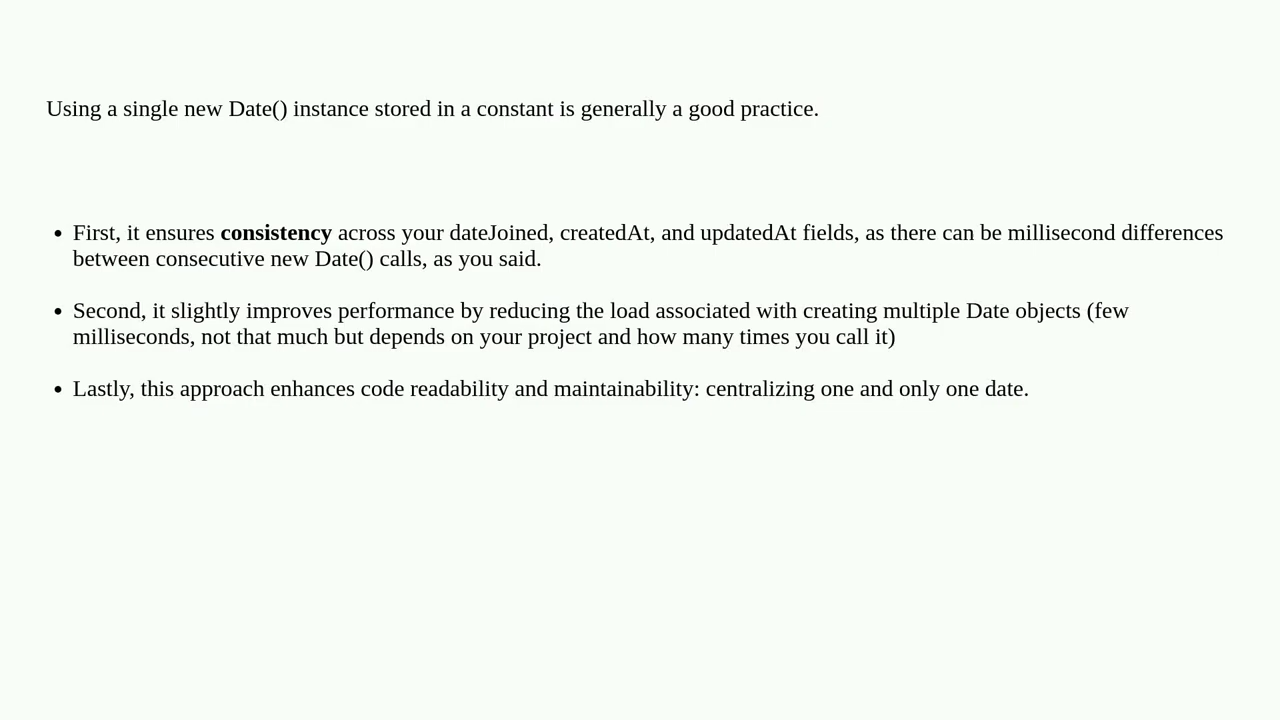 Using a single new Date() instance stored in a constant is generally a good practice.
• First, it ensures consistency across your dateJoined, createdAt, and updatedAt fields, as there can be millisecond differences
between consecutive new Date() calls, as you said.
• Second, it slightly improves performance by reducing the load associated with creating multiple Date objects (few
milliseconds, not that much but depends on your project and how many times you call it)
• Lastly, this approach enhances code readability and maintainability: centralizing one and only one date.